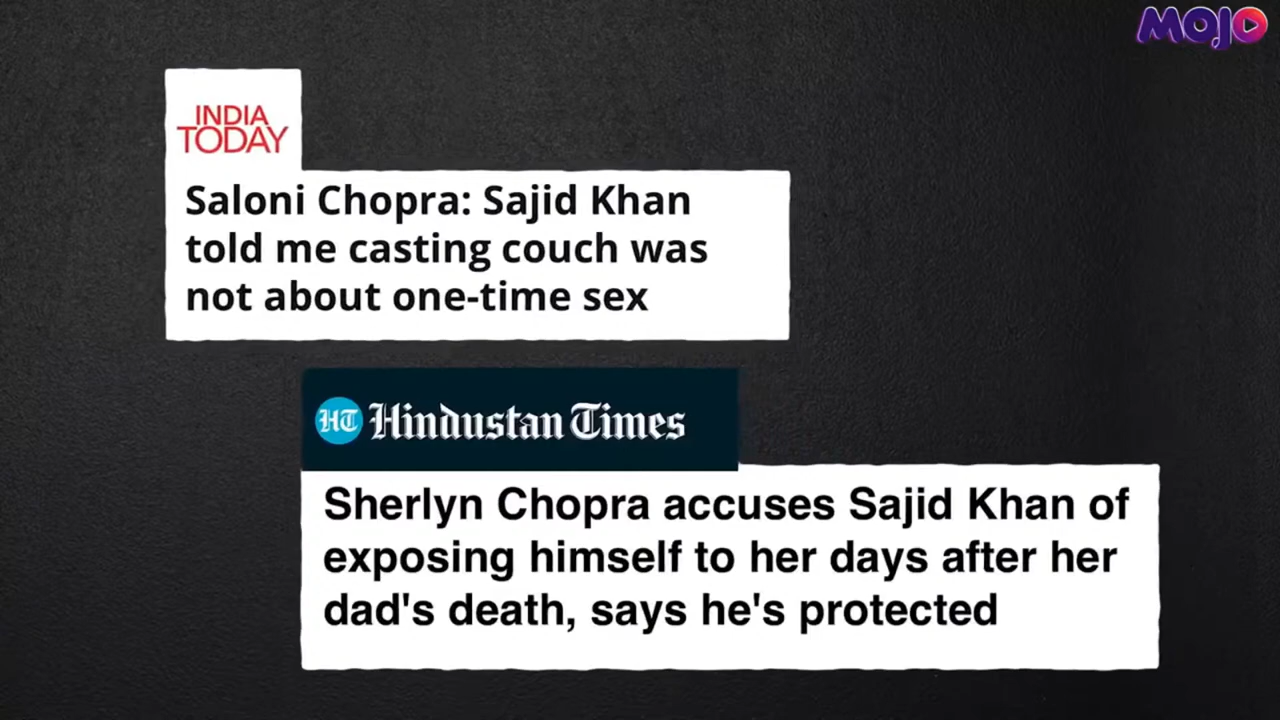 MOJO
INDIA
TODAY
Saloni Chopra: Sajid Khan
told me casting couch was
not about one-time sex
HT Hindustan Times
Sherlyn Chopra accuses Sajid Khan of
exposing himself to her days after her
dad's death, says he's protected